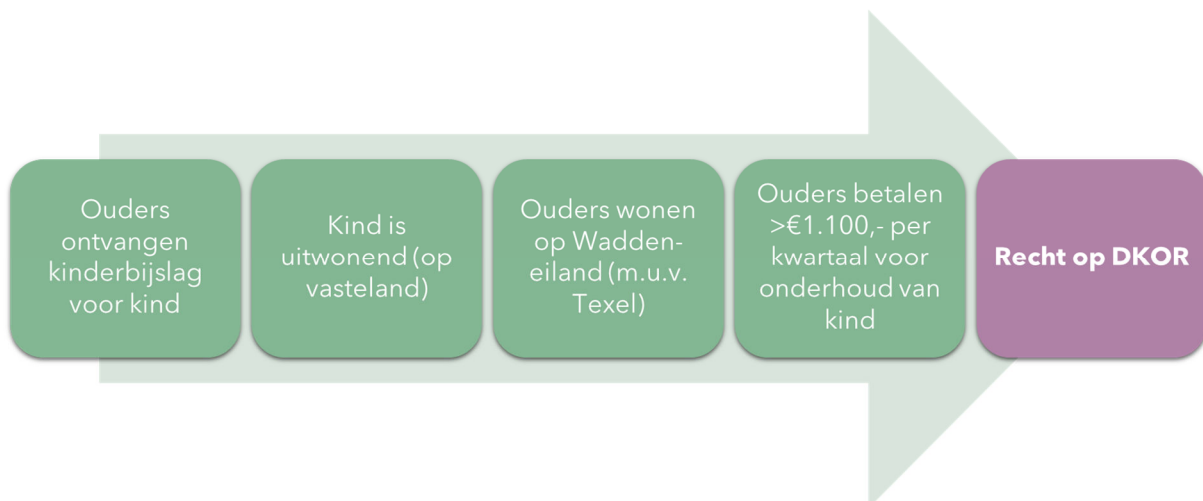 Ouders
ontvangen
kinderbijslag
voor kind
Kind is
uitwonend (op
vasteland)
Ouders wonen
op Wadden-
eiland (m.u.v.
Texel)
Ouders betalen
>€1.100,- per
kwartaal voor
onderhoud van
kind
Recht op DKOR